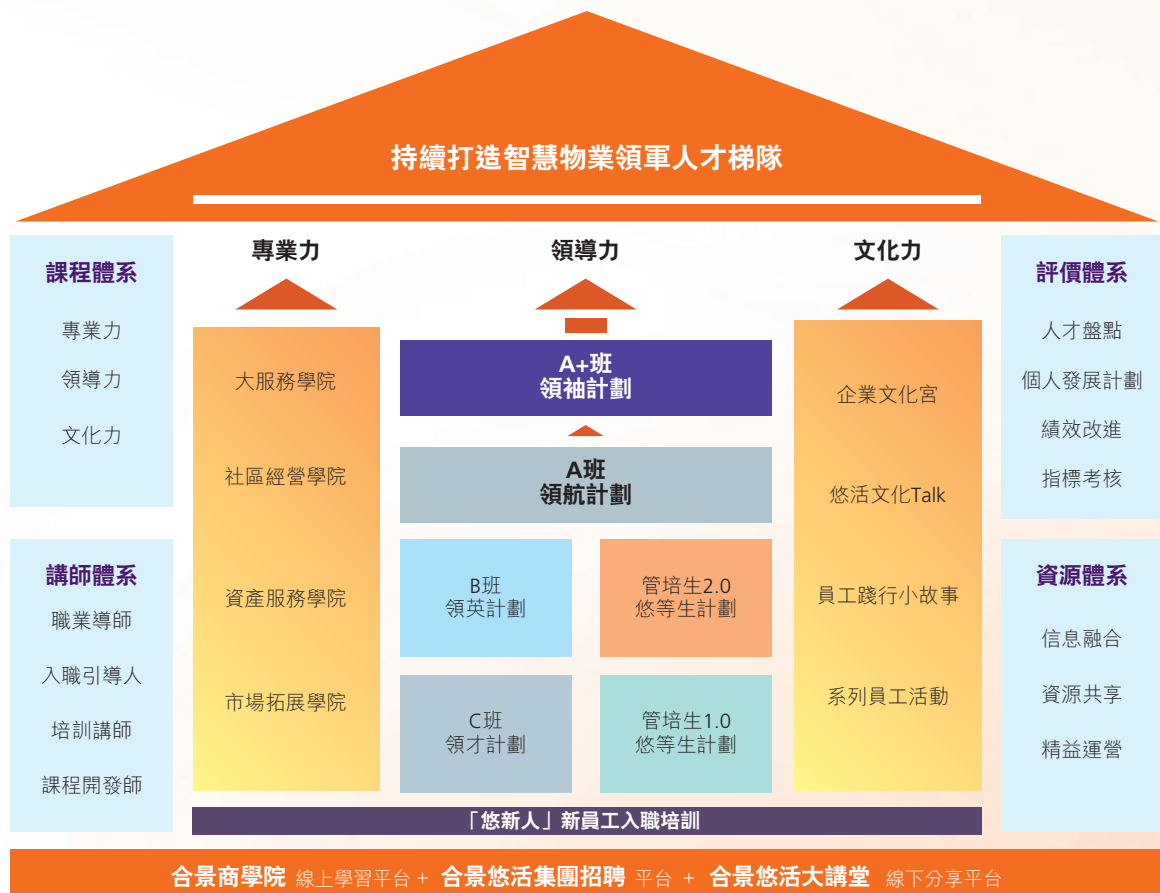 持續打造智慧物業領軍人才梯隊
課程體系
專業力
領導力
文化力
講師體系
職業導師
入職引導人
培訓講師
課程開發師
專業力
大服務學院
社區經營學院
資產服務學院
市場拓展學院
領導力
A+班
領袖計劃
A班
領航計劃
B班
領英計劃
管培生2.0
悠等生計劃
C班
領才計劃
管培生1.0
悠等生計劃
文化力
企業文化宮
悠活文化Talk
員工踐行小故事
系列員工活動
評價體系
人才盤點
個人發展計劃
績效改進
指標考核
資源體系
信息融合
資源共享
精益運營
「悠新人」新員工入職培訓
合景商學院 線上學習平台 + 合景悠活集團招聘 平台 + 合景悠活大講堂 線下分享平台